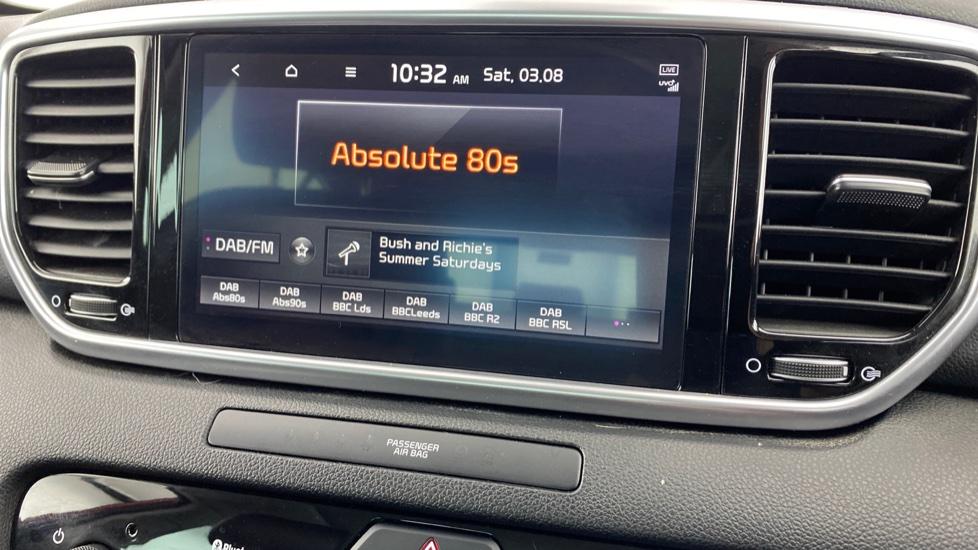 10:32 AM Sat, 03.08
LIVE
UVO
Absolute 80s
DAB/FM
Bush and Richie's
Summer Saturdays
DAB
Abs80s
DAB
Abs90s
DAB
BBC Lds
DAB
BBCLeeds
DAB
BBC R2
DAB
BBC R5L
PASSENGER
AIR BAG